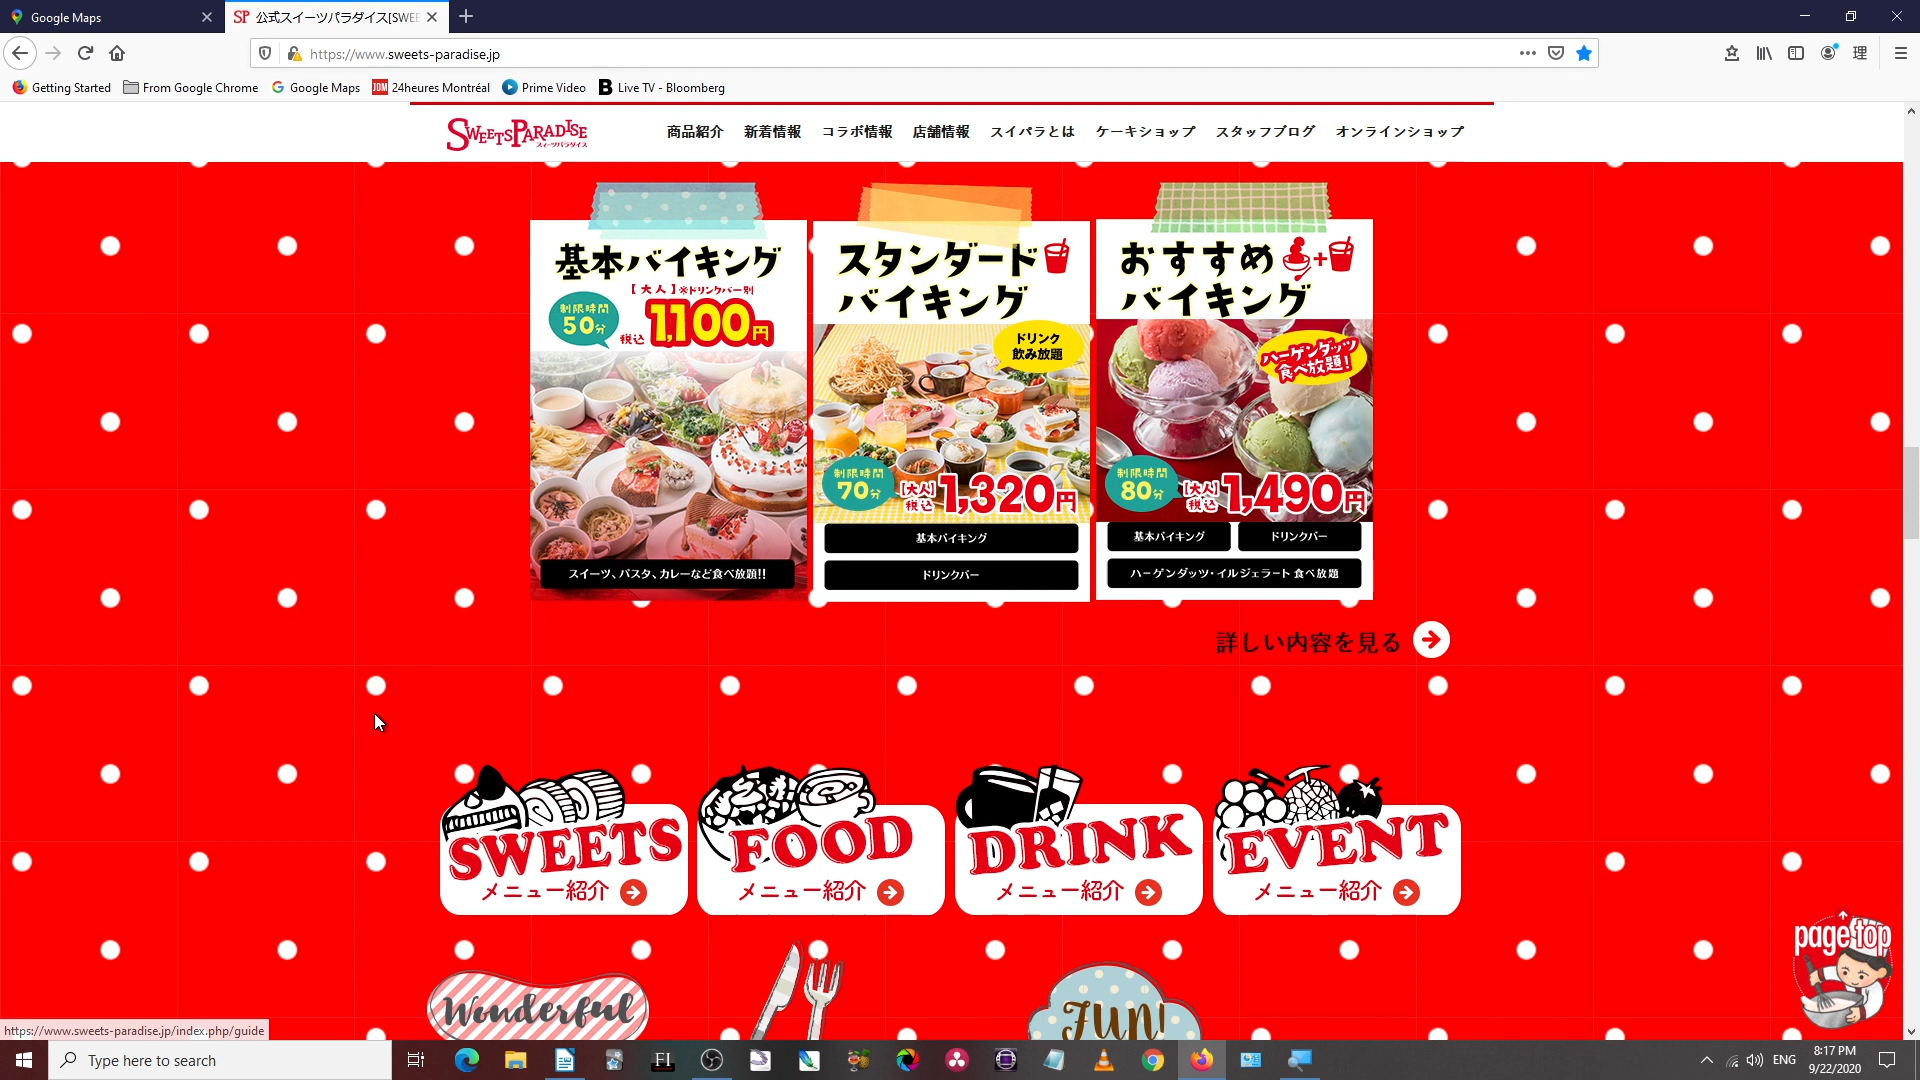 Google Maps
SP 公式スイーツパラダイス[SWEE
https://www.sweets-paradise.jp
理
Getting Started
From Google Chrome
Google Maps
JDM 24heures Montréal
Prime Video
B Live TV - Bloomberg
SWEETSPARADISE
スイーツパラダイス
商品紹介 新着情報 コラボ情報 店舗情報 スイパラとは ケーキショップ スタッフブログ オンラインショップ
基本バイキング
【大人】※ドリンクバー別
制限時間
50分
税込 1,100円
スイーツ、パスタ、カレーなど食べ放題!!
スタンダード
バイキング
ドリンク
飲み放題
制限時間
70分
[大人]
税込 1,320円
基本バイキング
ドリンクバー
おすすめ
+
バイキング
ハーゲンダッツ
食べ放題!
制限時間
80分
[大人]
税込 1,490円
基本バイキング
ドリンクバー
ハーゲンダッツ・イルジェラート 食べ放題
詳しい内容を見る
SWEETS
メニュー紹介
FOOD
メニュー紹介
DRINK
メニュー紹介
EVENT
メニュー紹介
page top
Wonderful
FUN!
https://www.sweets-paradise.jp/index.php/guide
Type here to search
FI
ENG
8:17 PM
9/22/2020